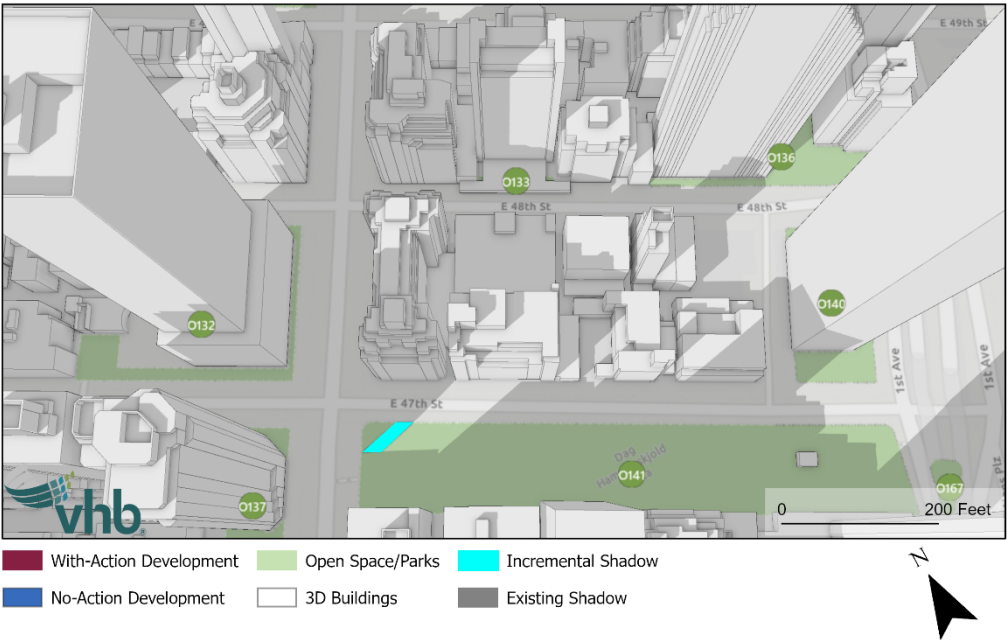 E 49th St
O136
O133
E 48th St
E 48th St
O140
O132
1st Ave
1st Ave
E 47th St
Dag
O141
O167
O137
vhb
0 200 Feet
With-Action Development
Open Space/Parks
Incremental Shadow
No-Action Development
3D Buildings
Existing Shadow
N